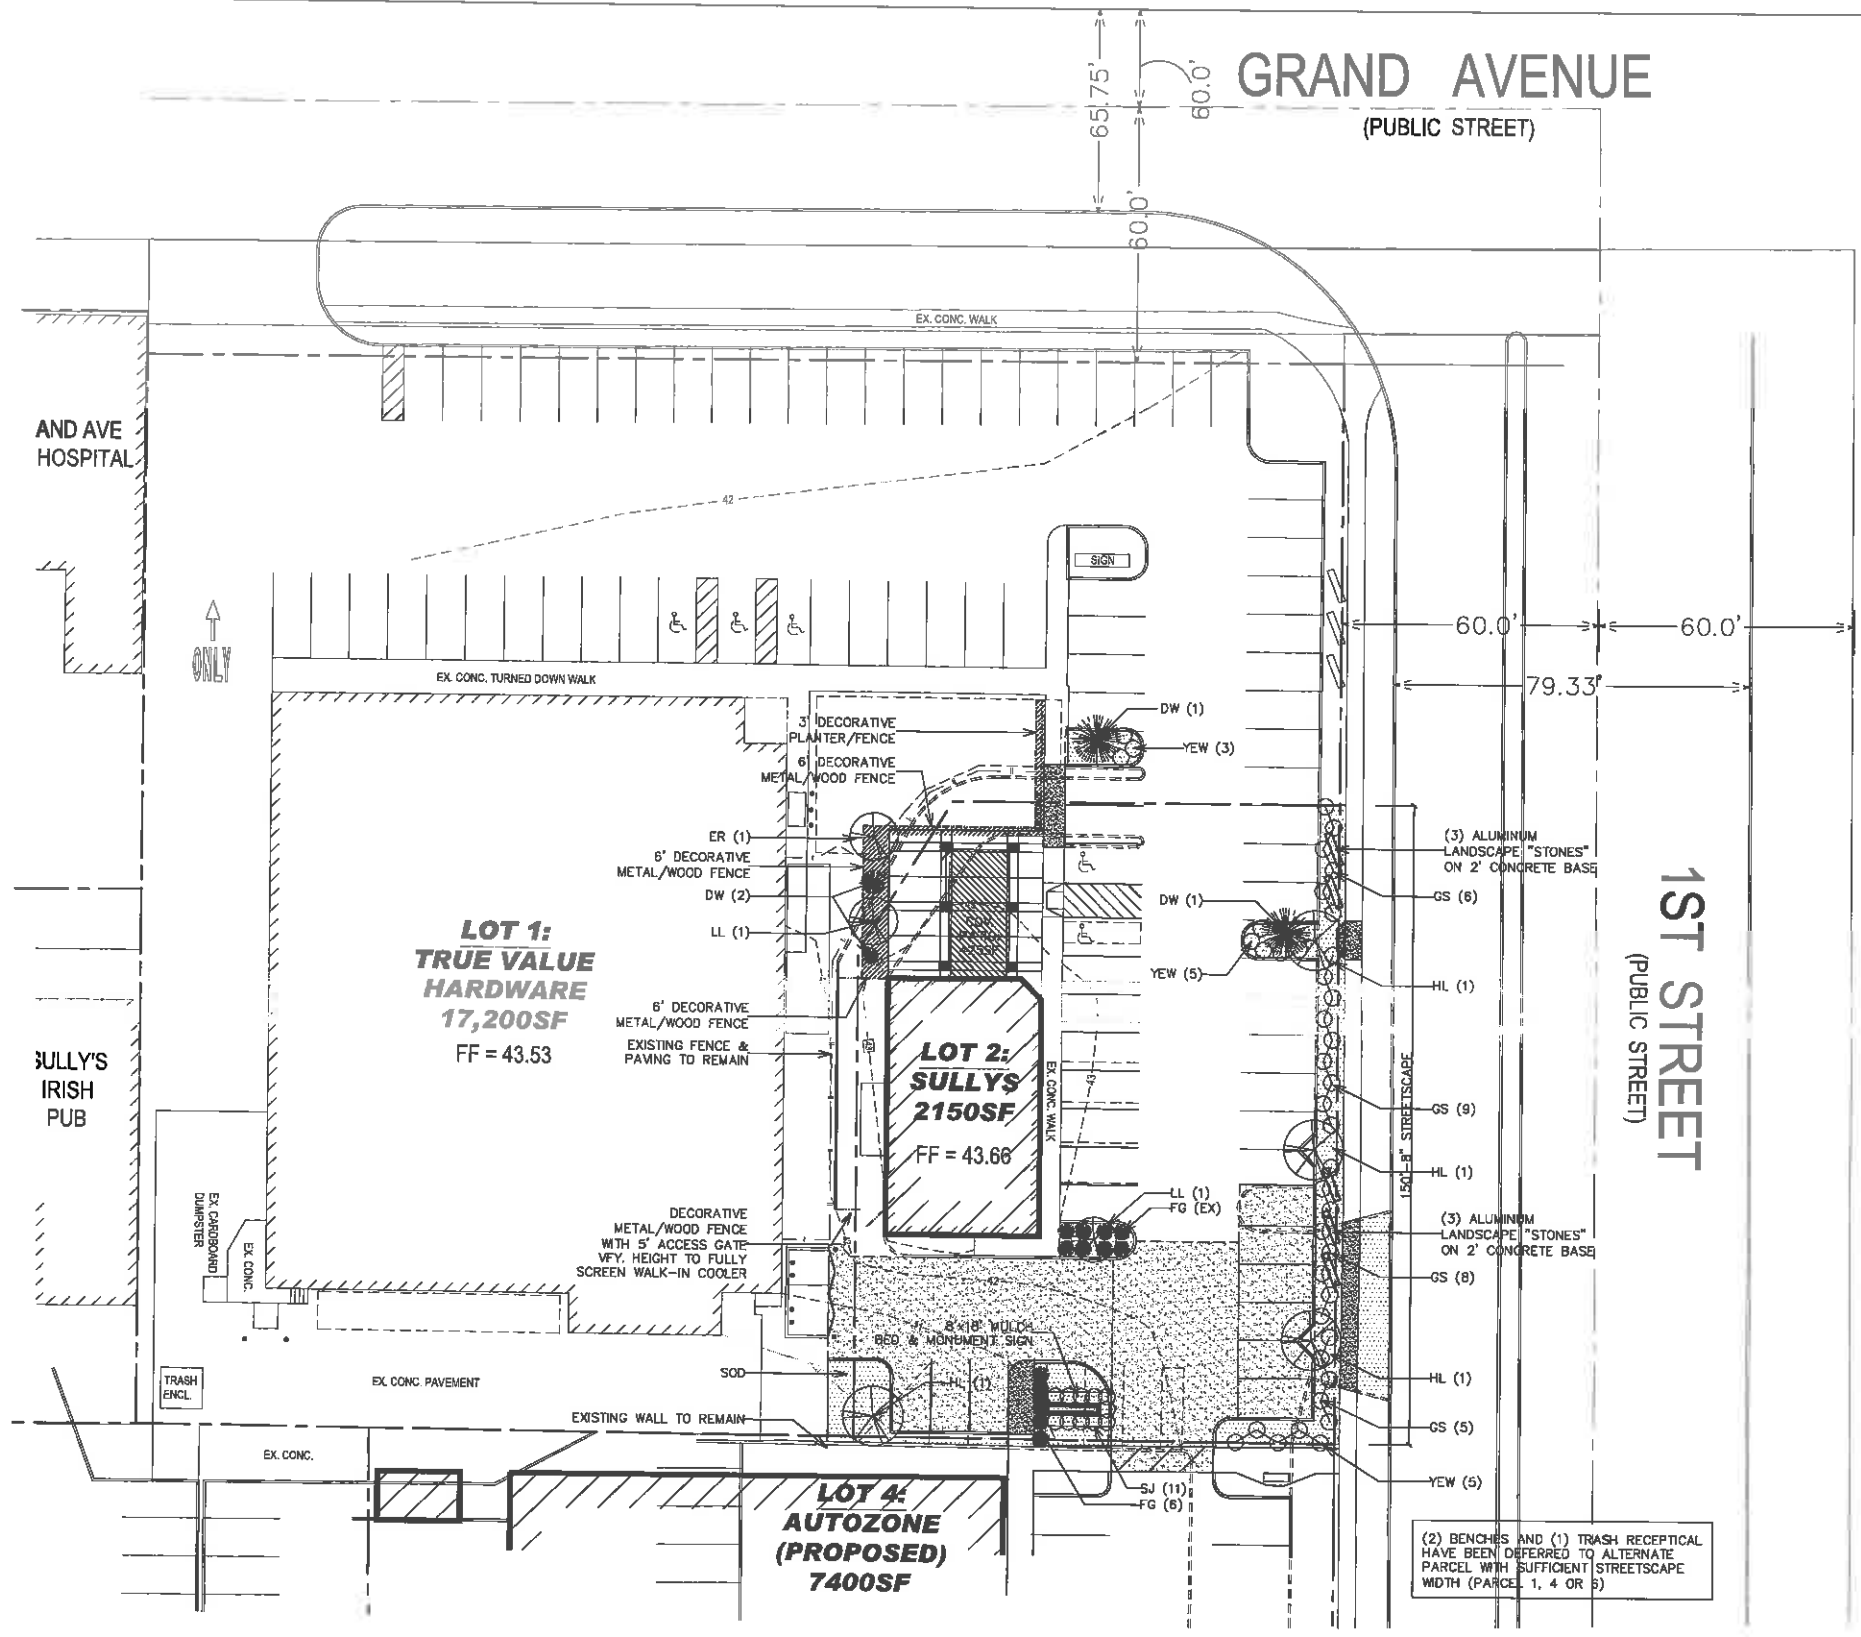 65.75'
60.0'
GRAND AVENUE
(PUBLIC STREET)
60.0'
EX. CONC. WALK
AND AVE
HOSPITAL
42
SIGN
ONLY
60.0'
60.0'
79.33'
EX. CONC. TURNED DOWN WALK
3' DECORATIVE
PLANTER/FENCE
6' DECORATIVE
METAL/WOOD FENCE
DW (1)
YEW (3)
ER (1)
6' DECORATIVE
METAL/WOOD FENCE
DW (2)
LL (1)
(3) ALUMINUM
LANDSCAPE "STONES"
ON 2' CONCRETE BASE
GS (6)
DW (1)
YEW (5)
HL (1)
1ST STREET
(PUBLIC STREET)
LOT 1:
TRUE VALUE
HARDWARE
17,200SF
FF = 43.53
6' DECORATIVE
METAL/WOOD FENCE
EXISTING FENCE &
PAVING TO REMAIN
LOT 2:
SULLYS
2150SF
FF = 43.66
EX. CONC. WALK
43
SULLY'S
IRISH
PUB
GS (9)
150'-8" STREETSCAPE
HL (1)
LL (1)
FG (EX)
EX. CARDBOARD
DUMPSTER
EX. CONC.
DECORATIVE
METAL/WOOD FENCE
WITH 5' ACCESS GATE
VFY. HEIGHT TO FULLY
SCREEN WALK-IN COOLER
(3) ALUMINUM
LANDSCAPE "STONES"
ON 2' CONCRETE BASE
GS (8)
42
8'x18' MULCH
BED & MONUMENT SIGN
SOD
HL (1)
HL (1)
TRASH
ENCL.
EX. CONC. PAVEMENT
EXISTING WALL TO REMAIN
GS (5)
EX. CONC.
YEW (5)
SJ (11)
FG (6)
LOT 4:
AUTOZONE
(PROPOSED)
7400SF
(2) BENCHES AND (1) TRASH RECEPTICAL
HAVE BEEN DEFERRED TO ALTERNATE
PARCEL WITH SUFFICIENT STREETSCAPE
WIDTH (PARCEL 1, 4 OR 6)